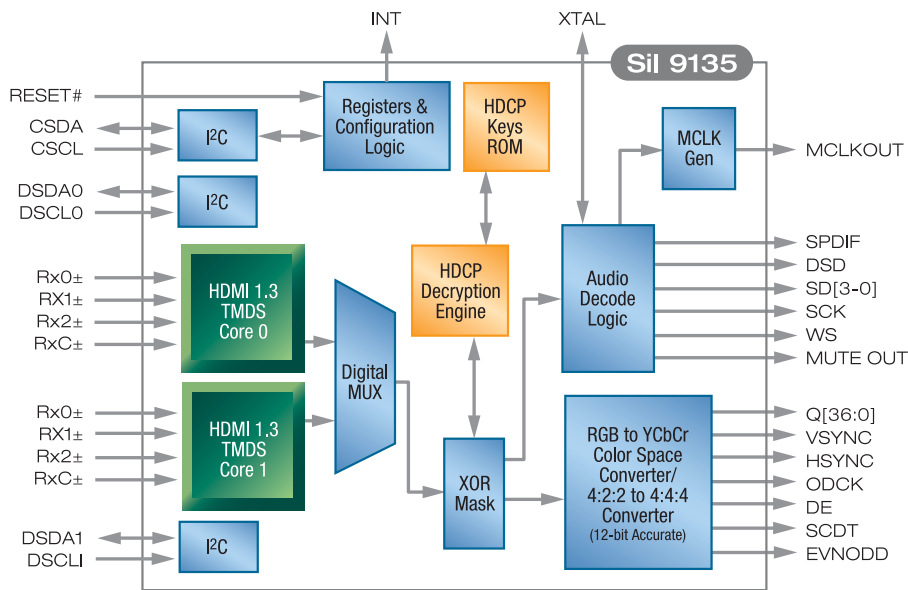 INT
XTAL
SiI 9135
RESET#
CSDA
CSCL
I²C
Registers &
Configuration
Logic
HDCP
Keys
ROM
MCLK
Gen
MCLKOUT
DSDA0
DSCL0
I²C
Rx0±
RX1±
Rx2±
RxC±
HDMI 1.3
TMDS
Core 0
Digital
MUX
HDCP
Decryption
Engine
Audio
Decode
Logic
SPDIF
DSD
SD[3-0]
SCK
WS
MUTE OUT
Rx0±
RX1±
Rx2±
RxC±
HDMI 1.3
TMDS
Core 1
XOR
Mask
RGB to YCbCr
Color Space
Converter/
4:2:2 to 4:4:4
Converter
(12-bit Accurate)
Q[36:0]
VSYNC
HSYNC
ODCK
DE
SCDT
EVNODD
DSDA1
DSCLI
I²C